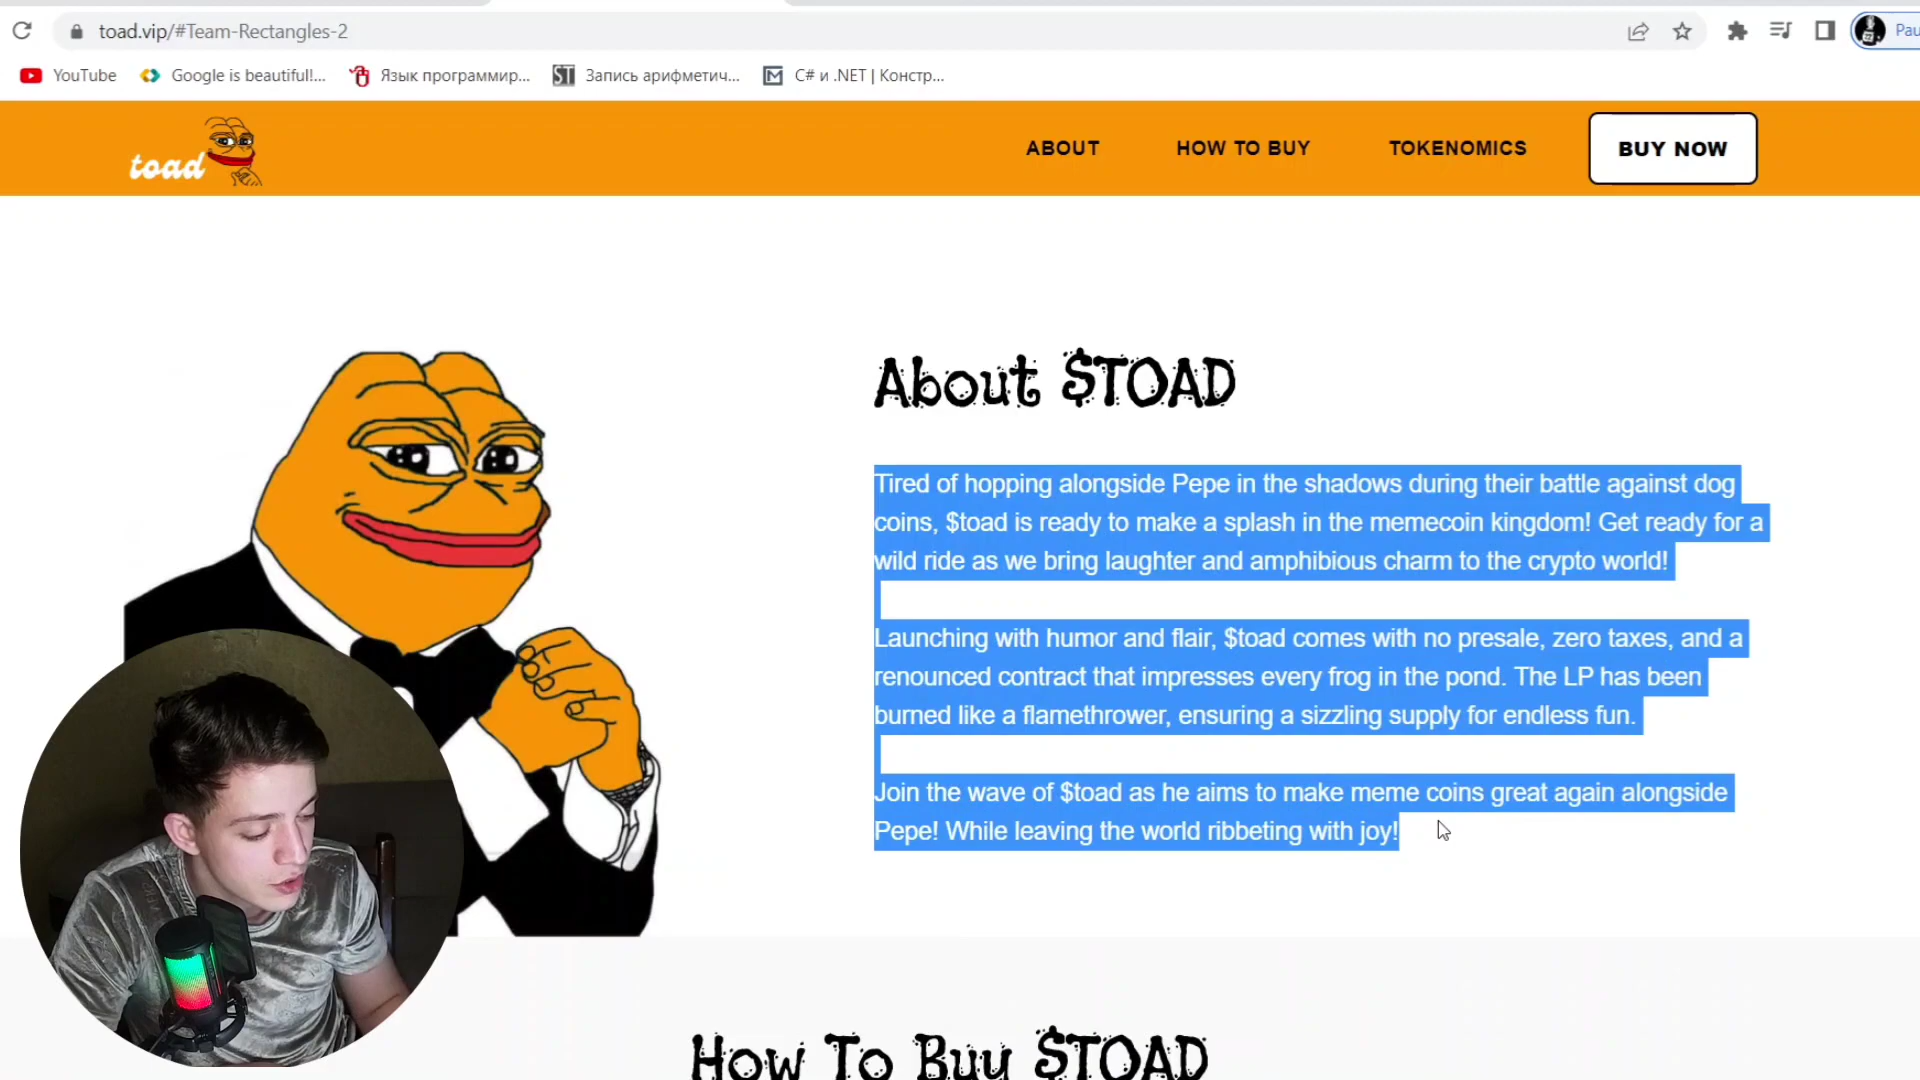 toad.vip/#Team-Rectangles-2
Pau
YouTube
Google is beautiful!...
Язык программир...
ST
Запись арифметич...
C# и .NET | Констр...
toad
ABOUT
HOW TO BUY
TOKENOMICS
BUY NOW
About $TOAD
Tired of hopping alongside Pepe in the shadows during their battle against dog
coins, $toad is ready to make a splash in the memecoin kingdom! Get ready for a
wild ride as we bring laughter and amphibious charm to the crypto world!
Launching with humor and flair, $toad comes with no presale, zero taxes, and a
renounced contract that impresses every frog in the pond. The LP has been
burned like a flamethrower, ensuring a sizzling supply for endless fun.
Join the wave of $toad as he aims to make meme coins great again alongside
Pepe! While leaving the world ribbeting with joy!
How To Buy $TOAD